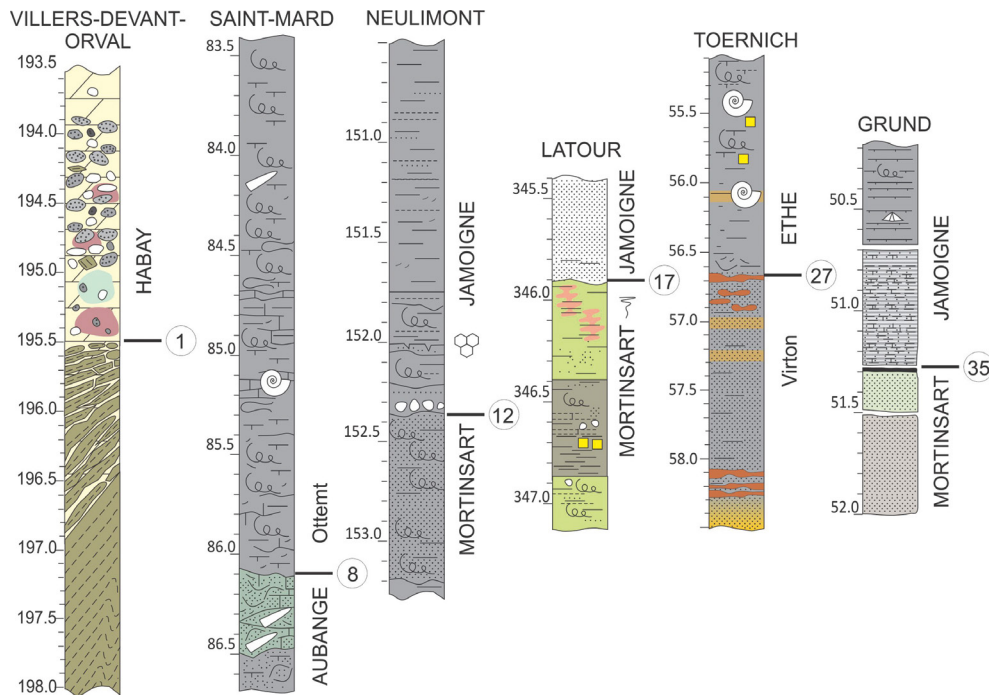 VILLERS-DEVANT-
ORVAL
193.5
194.0
194.5
195.0
195.5
196.0
196.5
197.0
197.5
198.0
HABAY
1
SAINT-MARD
83.5
84.0
84.5
85.0
85.5
86.0
86.5
Ottemt
8
AUBANGE
NEULIMONT
151.0
151.5
152.0
152.5
153.0
JAMOIGNE
12
MORTINSART
LATOUR
345.5
346.0
346.5
347.0
JAMOIGNE
17
MORTINSART
TOERNICH
55.5
56.0
56.5
57.0
57.5
58.0
ETHE
27
Virton
GRUND
50.5
51.0
51.5
52.0
JAMOIGNE
35
MORTINSART